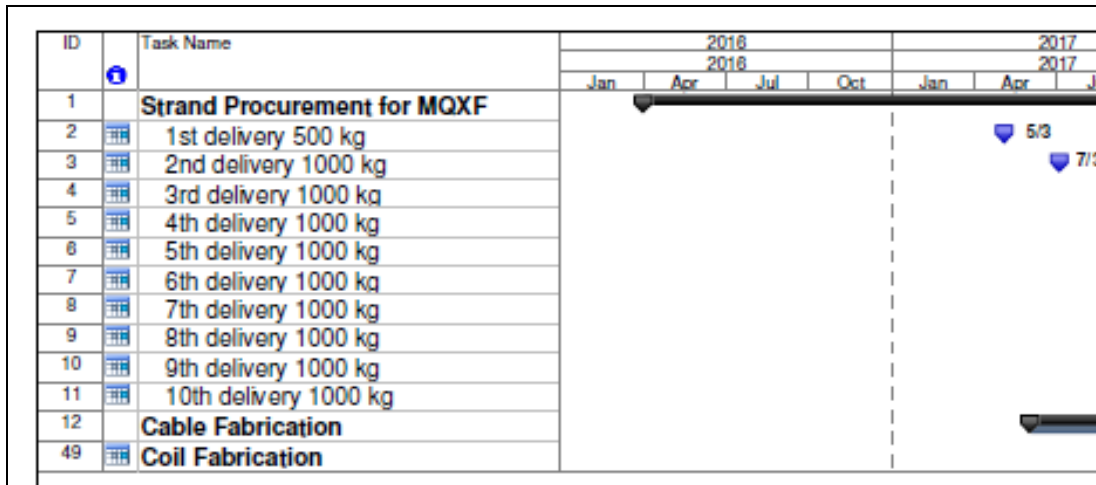 ID Task Name 2016 2017
2016 2017
Jan Apr Jul Oct Jan Apr
1 Strand Procurement for MQXF
2 1st delivery 500 kg 5/3
3 2nd delivery 1000 kg 7/3
4 3rd delivery 1000 kg
5 4th delivery 1000 kg
6 5th delivery 1000 kg
7 6th delivery 1000 kg
8 7th delivery 1000 kg
9 8th delivery 1000 kg
10 9th delivery 1000 kg
11 10th delivery 1000 kg
12 Cable Fabrication
49 Coil Fabrication